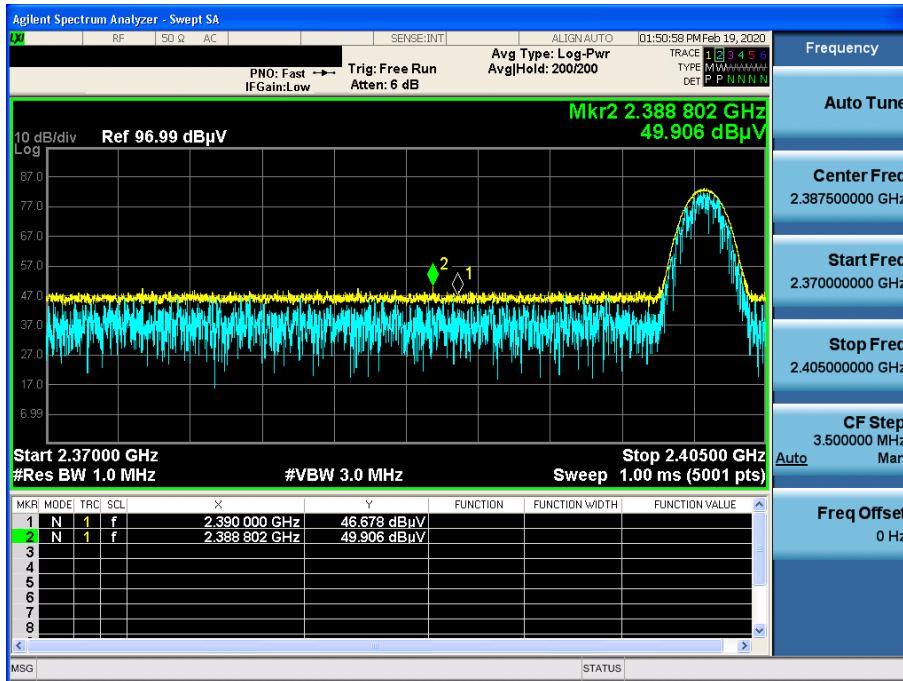 Agilent Spectrum Analyzer - Swept SA
LXI RF 50 Ω AC SENSE:INT ALIGN AUTO 01:50:58 PM Feb 19, 2020
Frequency
PNO: Fast
IFGain:Low
Trig: Free Run
Atten: 6 dB
Avg Type: Log-Pwr
Avg|Hold: 200/200
TRACE 1 2 3 4 5 6
TYPE M W W W W W
DET P P N N N N
Auto Tune
Mkr2 2.388 802 GHz
49.906 dBµV
10 dB/div Ref 96.99 dBµV
Log
87.0
77.0
67.0
57.0
47.0
37.0
27.0
17.0
6.99
2
1
Center Freq
2.387500000 GHz
Start Freq
2.370000000 GHz
Stop Freq
2.405000000 GHz
CF Step
3.500000 MHz
Auto Man
Freq Offset
0 Hz
Start 2.37000 GHz Stop 2.40500 GHz
#Res BW 1.0 MHz #VBW 3.0 MHz Sweep 1.00 ms (5001 pts)
MKR MODE TRC SCL X Y FUNCTION FUNCTION WIDTH FUNCTION VALUE
1 N 1 f 2.390 000 GHz 46.678 dBµV
2 N 1 f 2.388 802 GHz 49.906 dBµV
3
4
5
6
7
8
MSG STATUS